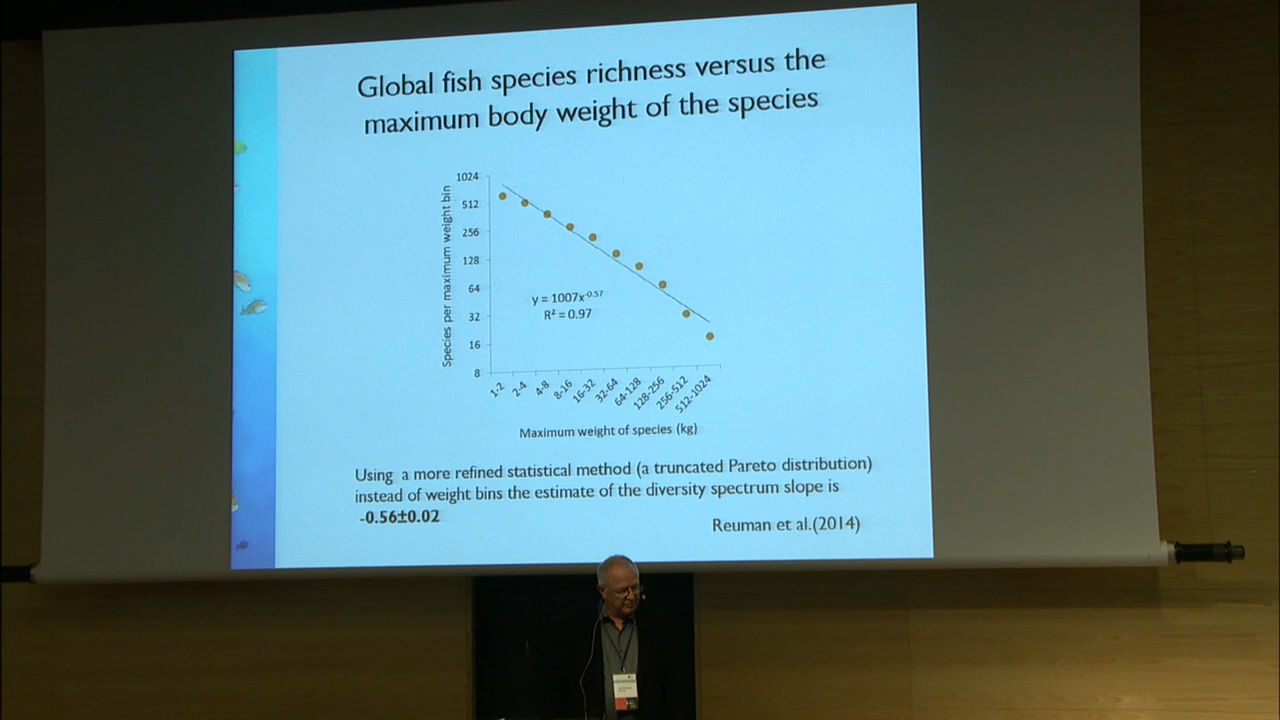 Global fish species richness versus the
maximum body weight of the species
Species per maximum weight bin
1024
512
256
128
64
32
16
8
y = 1007x^-0.57
R² = 0.97
1-2
2-4
4-8
8-16
16-32
32-64
64-128
128-256
256-512
512-1024
Maximum weight of species (kg)
Using a more refined statistical method (a truncated Pareto distribution)
instead of weight bins the estimate of the diversity spectrum slope is
-0.56±0.02
Reuman et al.(2014)